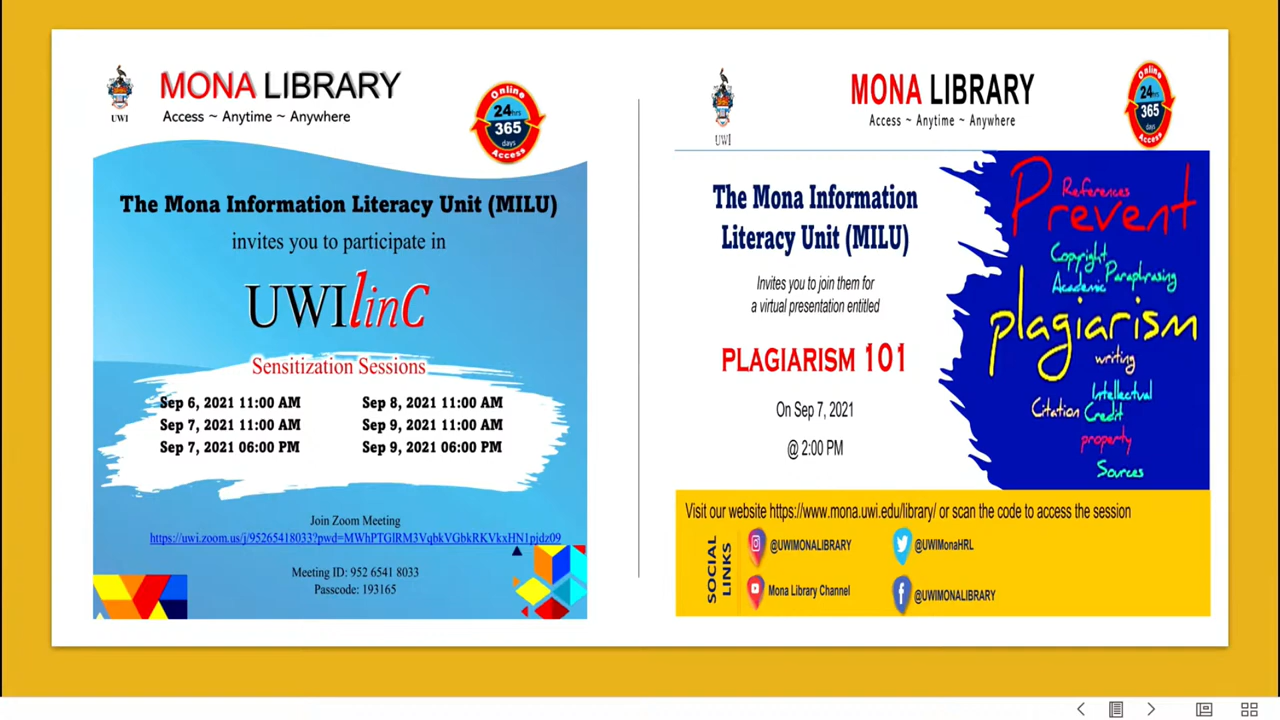 UWI
MONA LIBRARY
Access ~ Anytime ~ Anywhere
Online
24hrs
365
days
Access
The Mona Information Literacy Unit (MILU)
invites you to participate in
UWIlinC
Sensitization Sessions
Sep 6, 2021 11:00 AM
Sep 7, 2021 11:00 AM
Sep 7, 2021 06:00 PM
Sep 8, 2021 11:00 AM
Sep 9, 2021 11:00 AM
Sep 9, 2021 06:00 PM
Join Zoom Meeting
https://uwi.zoom.us/j/95265418033?pwd=MWhPTGlRM3VqbkVGbkRKVkxHN1pjdz09
Meeting ID: 952 6541 8033
Passcode: 193165
UWI
MONA LIBRARY
Access ~ Anytime ~ Anywhere
Online
24hrs
365
days
Access
The Mona Information
Literacy Unit (MILU)
Invites you to join them for
a virtual presentation entitled
PLAGIARISM 101
On Sep 7, 2021
@ 2:00 PM
References
Prevent
Copyright
Paraphrasing
Academic
plagiarism
writing
Intellectual
Citation Credit
property
Sources
Visit our website https://www.mona.uwi.edu/library/ or scan the code to access the session
SOCIAL
LINKS
@UWIMONALIBRARY
@UWIMonaHRL
Mona Library Channel
@UWIMONALIBRARY